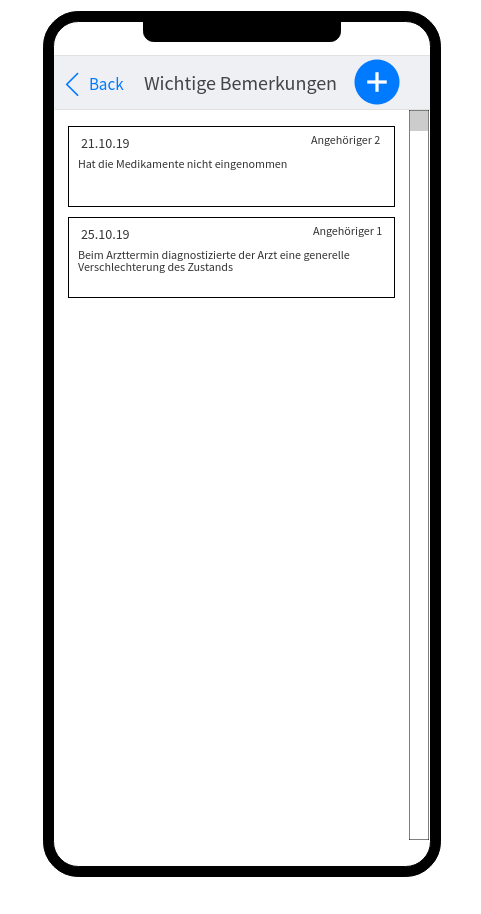 Back
Wichtige Bemerkungen
21.10.19
Angehöriger 2
Hat die Medikamente nicht eingenommen
25.10.19
Angehöriger 1
Beim Arzttermin diagnostizierte der Arzt eine generelle
Verschlechterung des Zustands